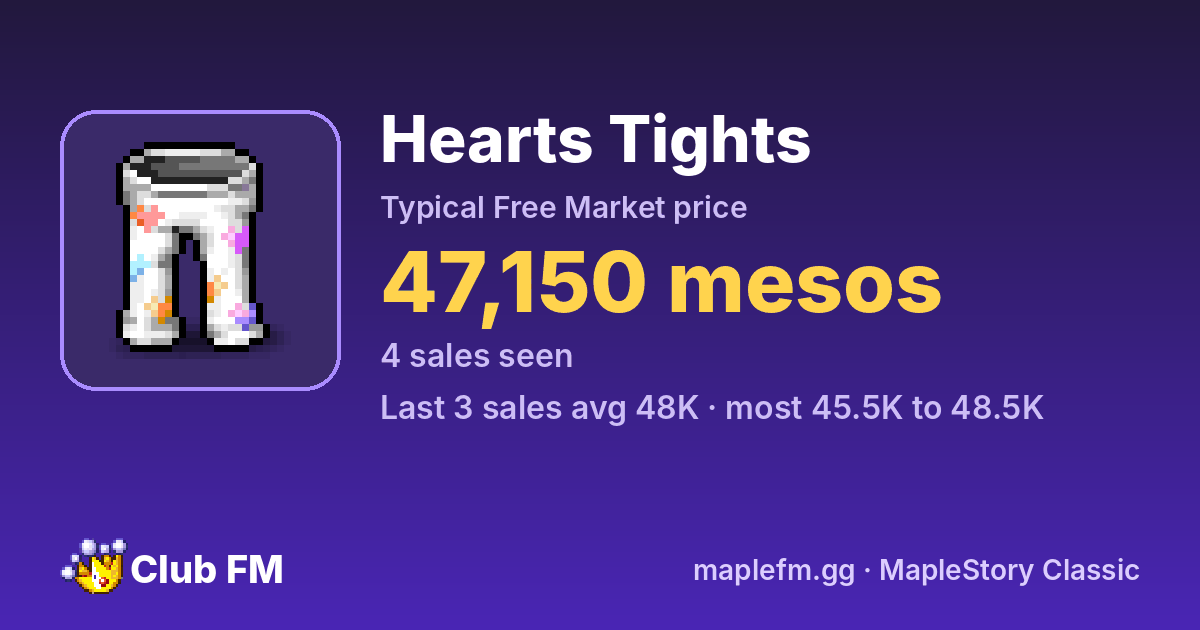 Hearts Tights
Typical Free Market price
47,150 mesos
4 sales seen
Last 3 sales avg 48K · most 45.5K to 48.5K
Club FM
maplefm.gg · MapleStory Classic